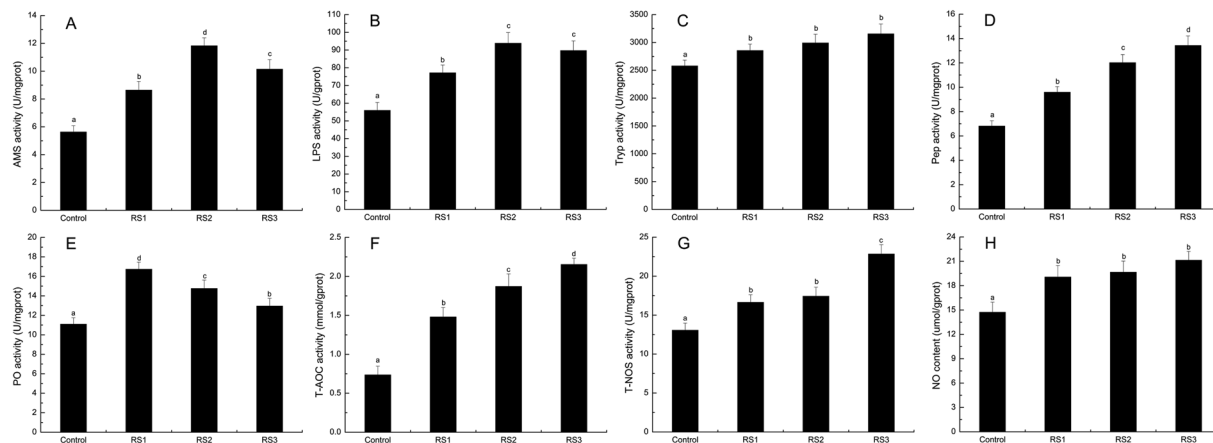 A
AMS activity (U/mgprot)
14
12
10
8
6
4
2
0
a
b
d
c
Control RS1 RS2 RS3
B
LPS activity (U/gprot)
110
100
90
80
70
60
50
40
30
20
10
0
a
b
c
c
Control RS1 RS2 RS3
C
Tryp activity (U/mgprot)
3500
3000
2500
2000
1500
1000
500
0
a
b
b
b
Control RS1 RS2 RS3
D
Pep activity (U/mgprot)
16
14
12
10
8
6
4
2
0
a
b
c
d
Control RS1 RS2 RS3
E
PO activity (U/mgprot)
20
18
16
14
12
10
8
6
4
2
0
a
d
c
b
Control RS1 RS2 RS3
F
T-AOC activity (mmol/gprot)
2.5
2.0
1.5
1.0
0.5
0.0
a
b
c
d
Control RS1 RS2 RS3
G
T-NOS activity (U/mgprot)
25
20
15
10
5
0
a
b
b
c
Control RS1 RS2 RS3
H
NO content (umol/gprot)
24
21
18
15
12
9
6
3
0
a
b
b
b
Control RS1 RS2 RS3